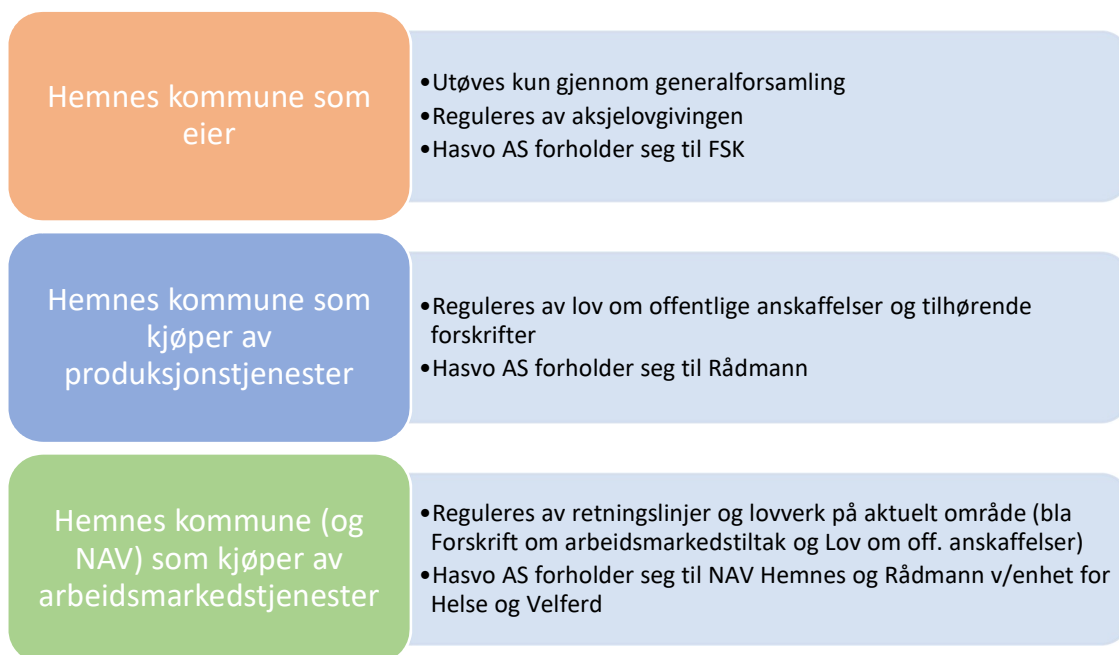 Hemnes kommune som
eier
•Utøves kun gjennom generalforsamling
•Reguleres av aksjelovgivingen
•Hasvo AS forholder seg til FSK
Hemnes kommune som
kjøper av
produksjonstjenester
•Reguleres av lov om offentlige anskaffelser og tilhørende
forskrifter
•Hasvo AS forholder seg til Rådmann
Hemnes kommune (og
NAV) som kjøper av
arbeidsmarkedstjenester
•Reguleres av retningslinjer og lovverk på aktuelt område (bla
Forskrift om arbeidsmarkedstiltak og Lov om off. anskaffelser)
•Hasvo AS forholder seg til NAV Hemnes og Rådmann v/enhet for
Helse og Velferd